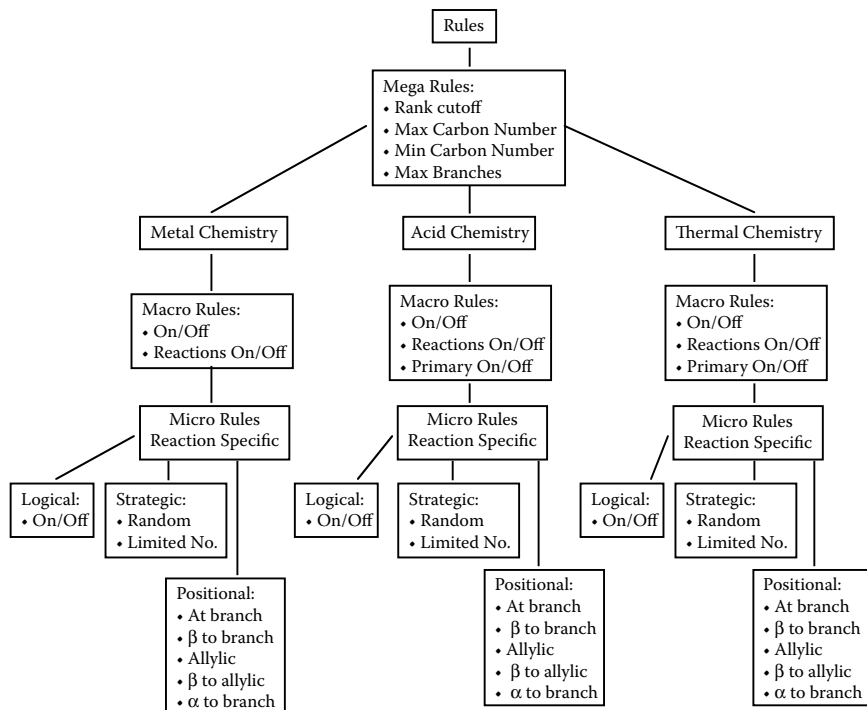 Rules
Mega Rules:
• Rank cutoff
• Max Carbon Number
• Min Carbon Number
• Max Branches
Metal Chemistry
Acid Chemistry
Thermal Chemistry
Macro Rules:
• On/Off
• Reactions On/Off
Macro Rules:
• On/Off
• Reactions On/Off
• Primary On/Off
Macro Rules:
• On/Off
• Reactions On/Off
• Primary On/Off
Micro Rules
Reaction Specific
Micro Rules
Reaction Specific
Micro Rules
Reaction Specific
Logical:
• On/Off
Strategic:
• Random
• Limited No.
Logical:
• On/Off
Strategic:
• Random
• Limited No.
Logical:
• On/Off
Strategic:
• Random
• Limited No.
Positional:
• At branch
• β to branch
• Allylic
• β to allylic
• α to branch
Positional:
• At branch
• β to branch
• Allylic
• β to allylic
• α to branch
Positional:
• At branch
• β to branch
• Allylic
• β to allylic
• α to branch